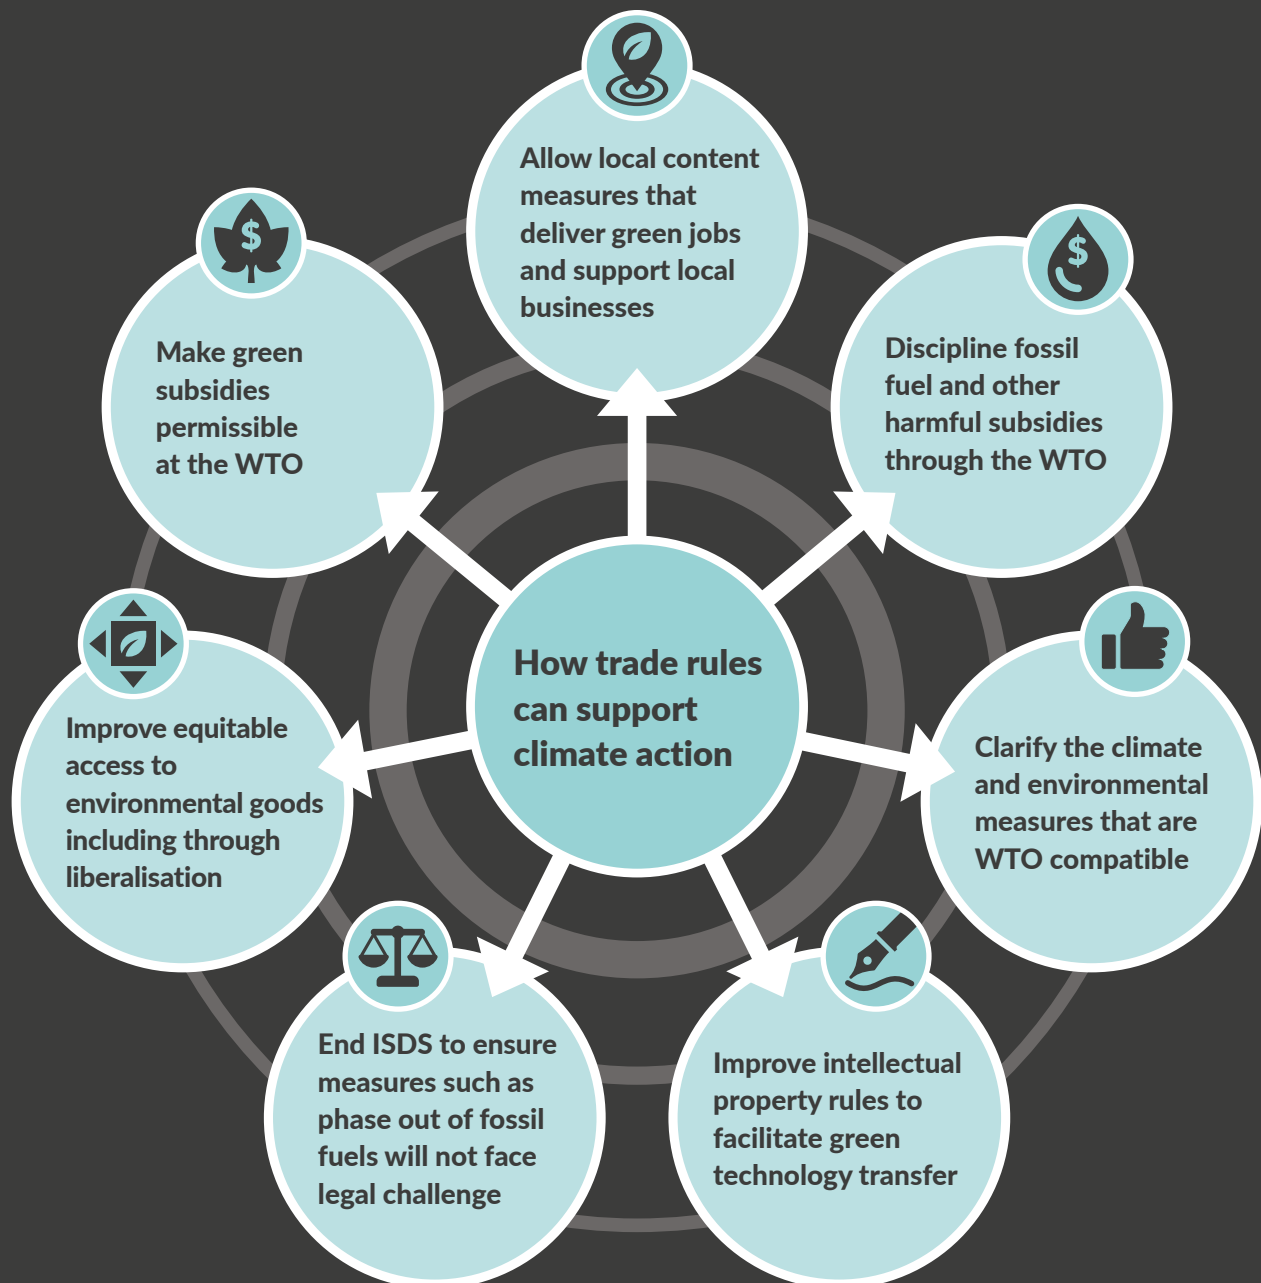 How trade rules
can support
climate action
Allow local content
measures that
deliver green jobs
and support local
businesses
$
Discipline fossil
fuel and other
harmful subsidies
through the WTO
Clarify the climate
and environmental
measures that are
WTO compatible
Improve intellectual
property rules to
facilitate green
technology transfer
End ISDS to ensure
measures such as
phase out of fossil
fuels will not face
legal challenge
Improve equitable
access to
environmental goods
including through
liberalisation
$
Make green
subsidies
permissible
at the WTO